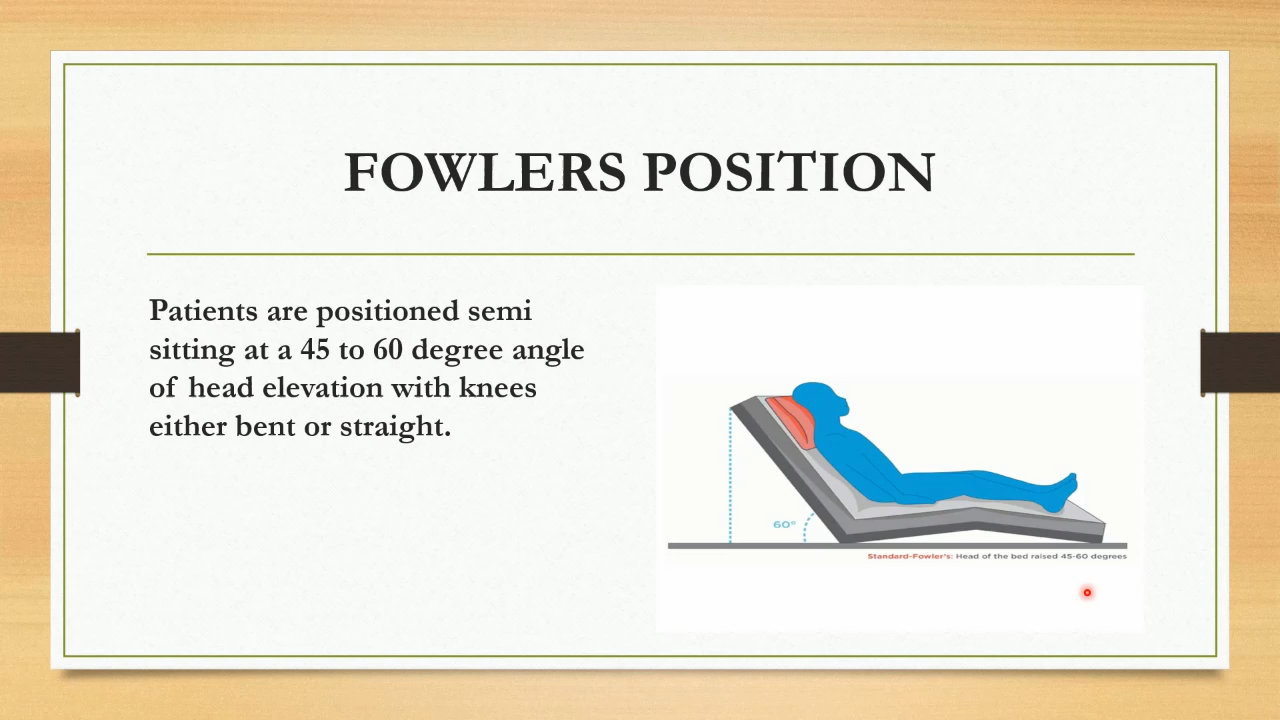 FOWLERS POSITION
Patients are positioned semi
sitting at a 45 to 60 degree angle
of head elevation with knees
either bent or straight.
60°
Standard-Fowler's: Head of the bed raised 45-60 degrees